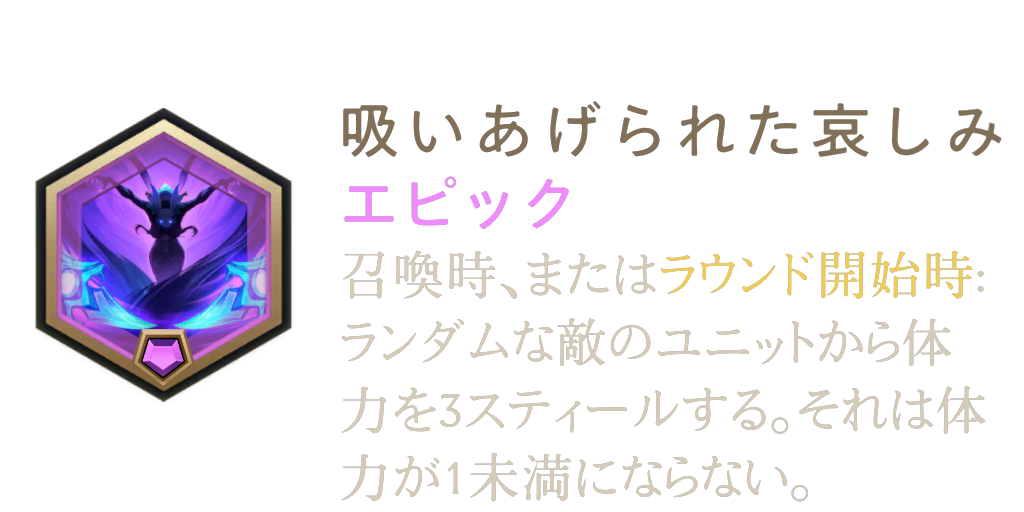 吸いあげられた哀しみ
エピック
召喚時、またはラウンド開始時:
ランダムな敵のユニットから体
力を3スティールする。それは体
力が1未満にならない。